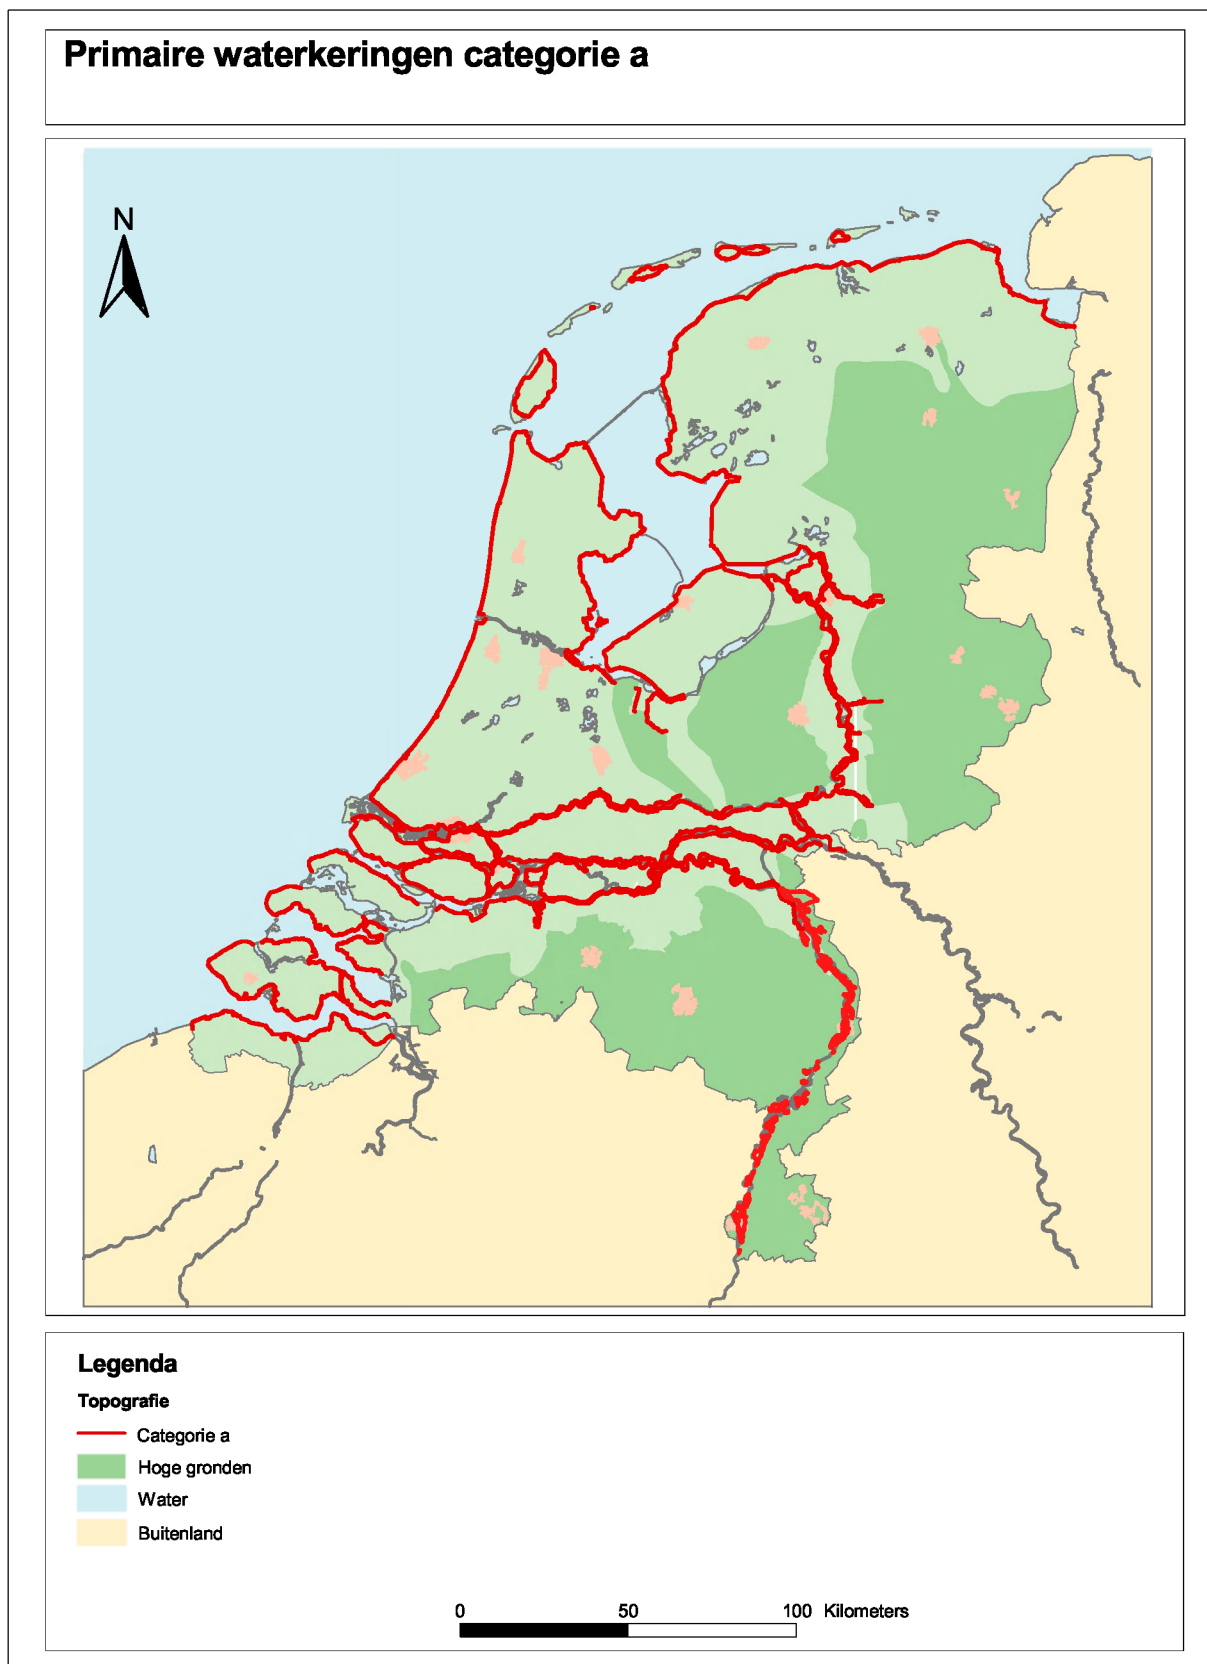 Primaire waterkeringen categorie a
N
Legenda
Topografie
Categorie a
Hoge gronden
Water
Buitenland
0 50 100 Kilometers